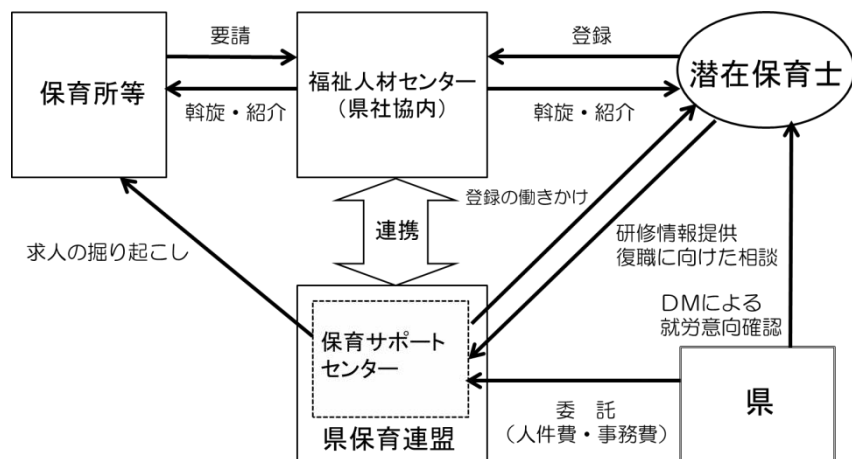 要請
登録
保育所等
福祉人材センター
（県社協内）
潜在保育士
斡旋・紹介
斡旋・紹介
登録の働きかけ
連携
求人の掘り起こし
研修情報提供
復職に向けた相談
DMによる
就労意向確認
保育サポート
センター
県
委　託
（人件費・事務費）
県保育連盟